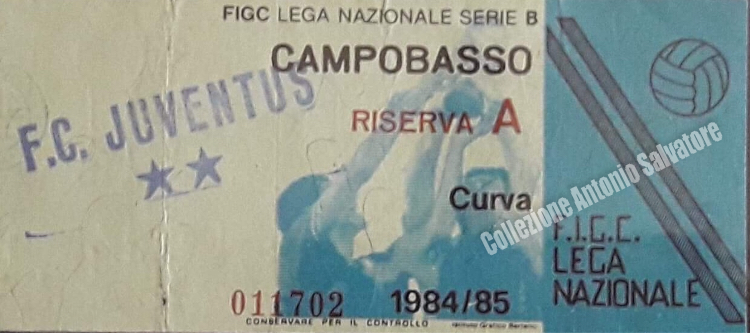 FIGC LEGA NAZIONALE SERIE B
CAMPOBASSO
F.C. JUVENTUS
RISERVA A
Curva
Collezione Antonio Salvatore
F.I.G.C.
LEGA
NAZIONALE
011702 1984/85
CONSERVARE PER IL CONTROLLO